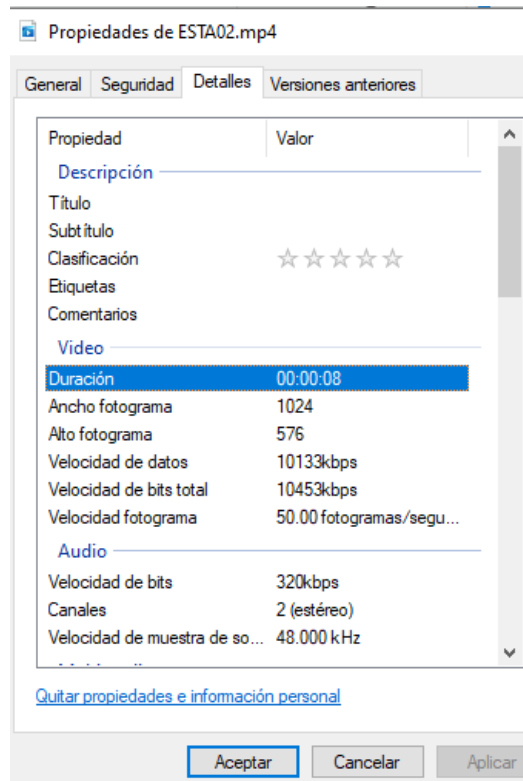 Propiedades de ESTA02.mp4
General Seguridad Detalles Versiones anteriores
Propiedad Valor
Descripción
Título
Subtítulo
Clasificación
Etiquetas
Comentarios
Video
Duración 00:00:08
Ancho fotograma 1024
Alto fotograma 576
Velocidad de datos 10133kbps
Velocidad de bits total 10453kbps
Velocidad fotograma 50.00 fotogramas/segu...
Audio
Velocidad de bits 320kbps
Canales 2 (estéreo)
Velocidad de muestra de so... 48.000 kHz
Quitar propiedades e información personal
Aceptar Cancelar Aplicar